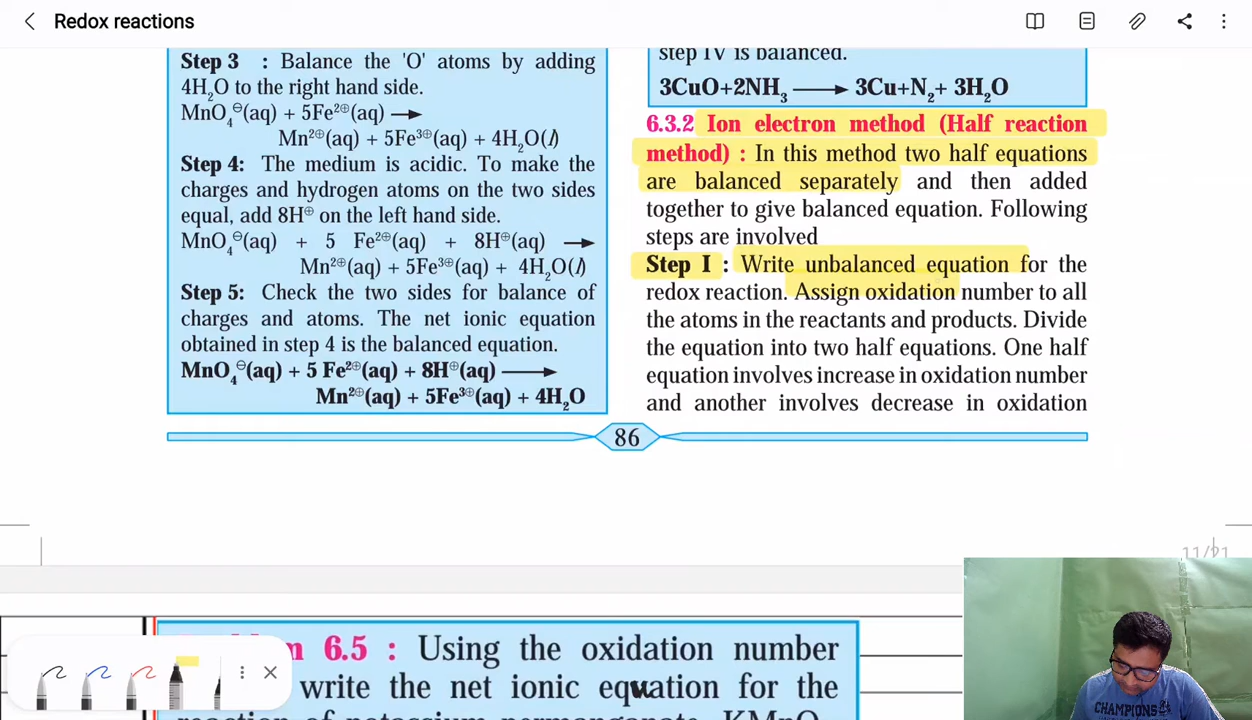 Redox reactions
Step 3 : Balance the 'O' atoms by adding
4H₂O to the right hand side.
MnO₄⊖(aq) + 5Fe²⊕(aq) ⟶
Mn²⊕(aq) + 5Fe³⊕(aq) + 4H₂O(l)
Step 4: The medium is acidic. To make the
charges and hydrogen atoms on the two sides
equal, add 8H⊕ on the left hand side.
MnO₄⊖(aq) + 5 Fe²⊕(aq) + 8H⊕(aq) ⟶
Mn²⊕(aq) + 5Fe³⊕(aq) + 4H₂O(l)
Step 5: Check the two sides for balance of
charges and atoms. The net ionic equation
obtained in step 4 is the balanced equation.
MnO₄⊖(aq) + 5 Fe²⊕(aq) + 8H⊕(aq) ⟶
Mn²⊕(aq) + 5Fe³⊕(aq) + 4H₂O
step IV is balanced.
3CuO+2NH₃ ⟶ 3Cu+N₂+ 3H₂O
6.3.2 Ion electron method (Half reaction
method) : In this method two half equations
are balanced separately and then added
together to give balanced equation. Following
steps are involved
Step I : Write unbalanced equation for the
redox reaction. Assign oxidation number to all
the atoms in the reactants and products. Divide
the equation into two half equations. One half
equation involves increase in oxidation number
and another involves decrease in oxidation
86
11/21
6.5 : Using the oxidation number
write the net ionic equation for the
reaction of potassium permanganate, KMnO₄
CHAMPIONS